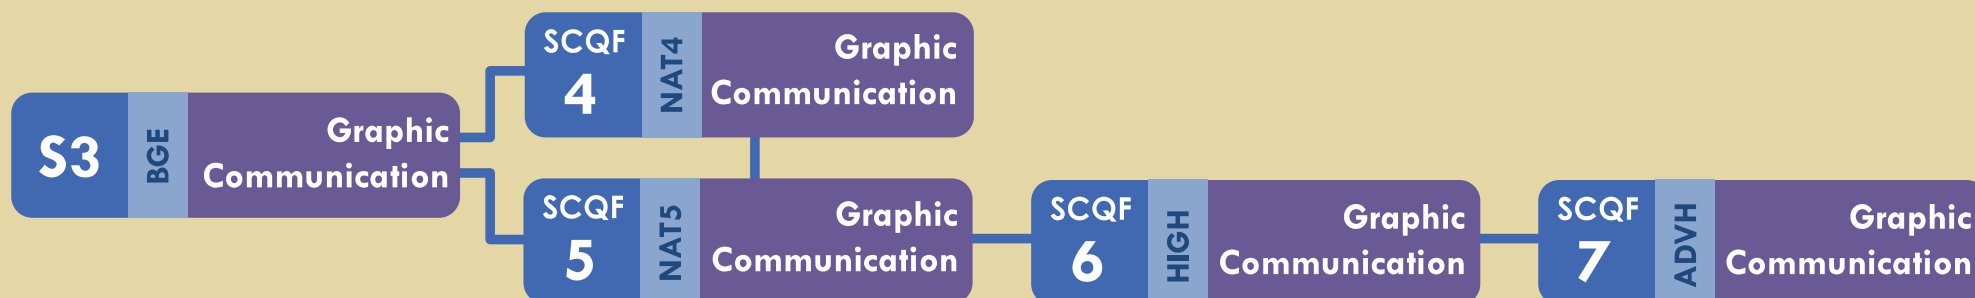 S3
BGE
Graphic
Communication
SCQF
4
NAT4
Graphic
Communication
SCQF
5
NAT5
Graphic
Communication
SCQF
6
HIGH
Graphic
Communication
SCQF
7
ADVH
Graphic
Communication